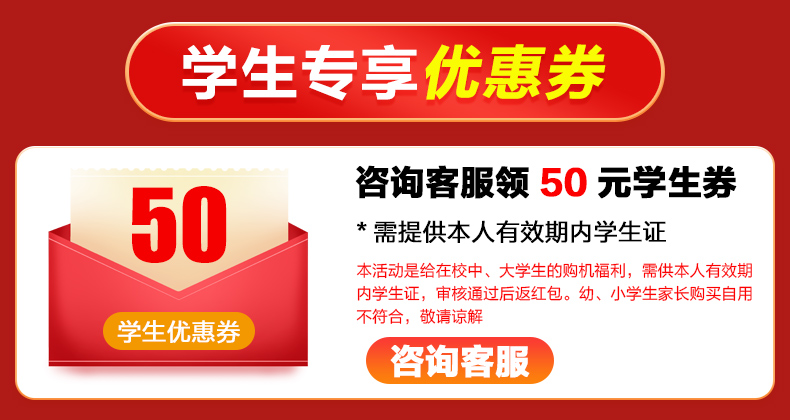 学生专享优惠券
50
学生优惠券
咨询客服领 50 元学生券
* 需提供本人有效期内学生证
本活动是给在校中、大学生的购机福利，需供本人有效期
内学生证，审核通过后返红包。幼、小学生家长购买自用
不符合，敬请谅解
咨询客服